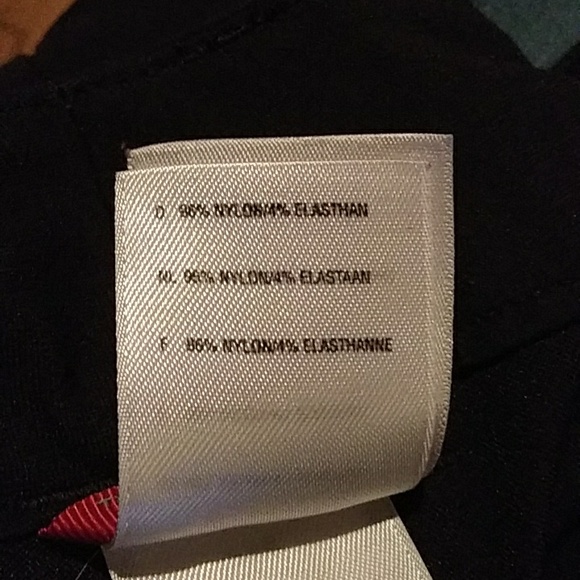 D 96% NYLON/4% ELASTHAN
NL 96% NYLON/4% ELASTAAN
F 96% NYLON/4% ELASTHANNE